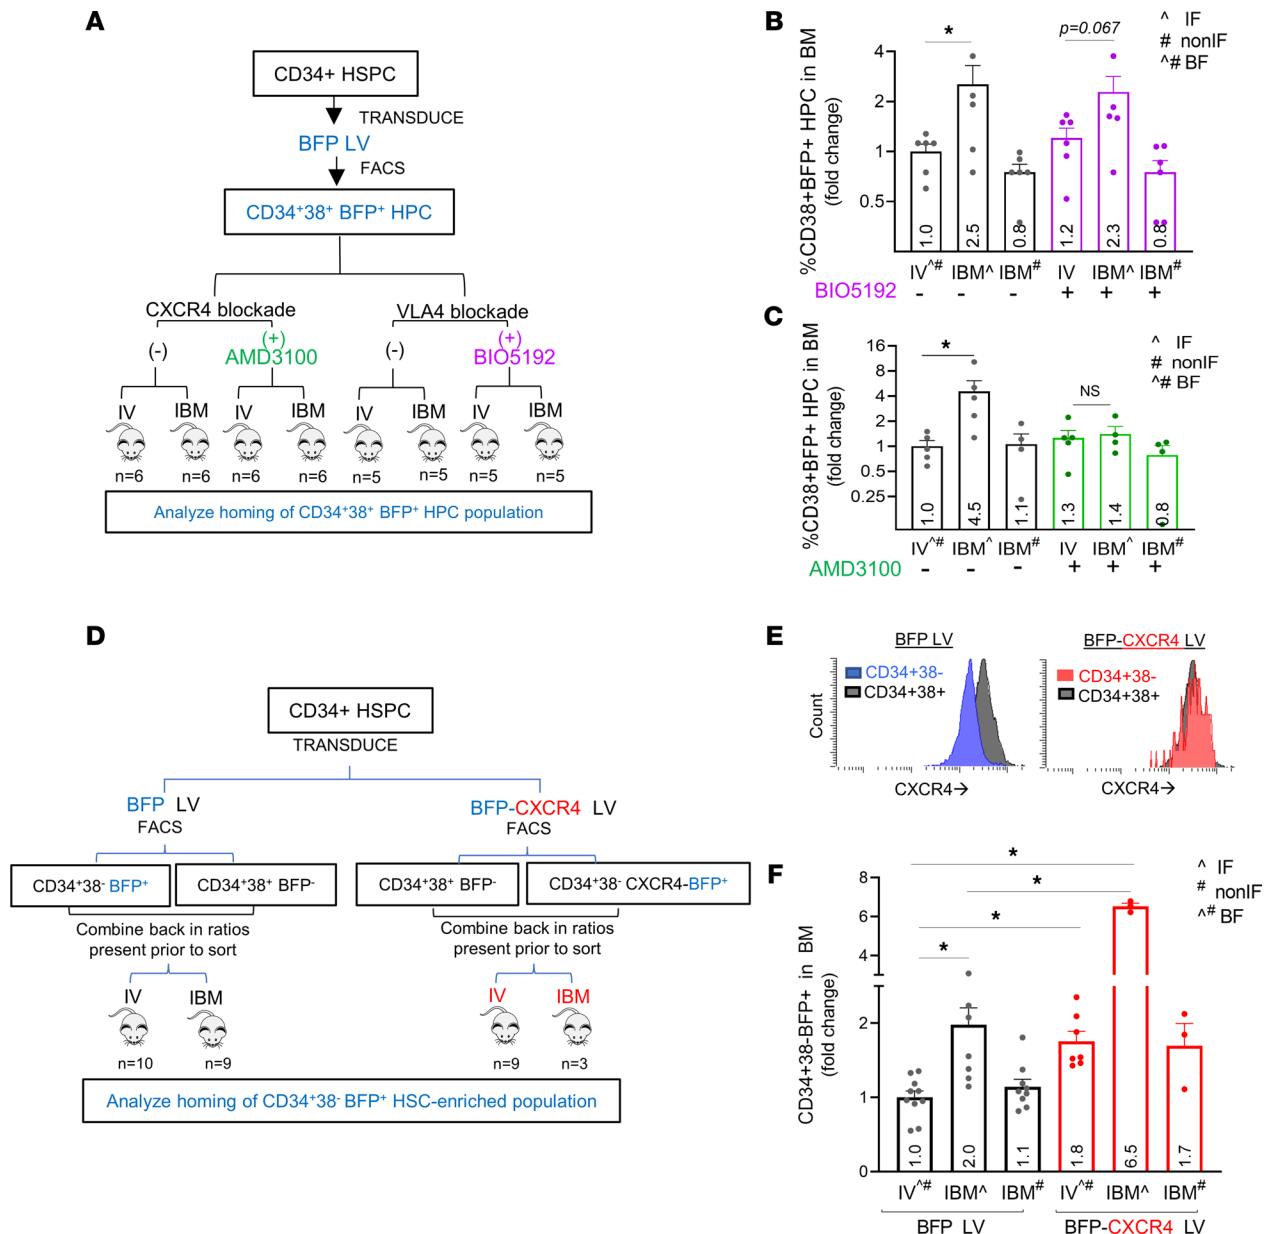 A
CD34+ HSPC
TRANSDUCE
BFP LV
FACS
CD34+38+ BFP+ HPC
CXCR4 blockade
VLA4 blockade
(-)
(+)
AMD3100
(-)
(+)
BIO5192
IV IBM IV IBM IV IBM IV IBM
n=6 n=6 n=6 n=6 n=5 n=5 n=5 n=5
Analyze homing of CD34+38+ BFP+ HPC population
B
^ IF
# nonIF
^# BF
%CD38+BFP+ HPC in BM
(fold change)
* p=0.067
4
2
1
0.5
1.0 2.5 0.8 1.2 2.3 0.8
IV^# IBM^ IBM# IV IBM^ IBM#
BIO5192 - - - + + +
C
^ IF
# nonIF
^# BF
%CD38+BFP+ HPC in BM
(fold change)
* NS
16
8
4
2
1
0.5
0.25
1.0 4.5 1.1 1.3 1.4 0.8
IV^# IBM^ IBM# IV IBM^ IBM#
AMD3100 - - - + + +
D
CD34+ HSPC
TRANSDUCE
BFP LV
FACS
BFP-CXCR4 LV
FACS
CD34+38- BFP+
CD34+38+ BFP-
CD34+38+ BFP-
CD34+38- CXCR4-BFP+
Combine back in ratios
present prior to sort
Combine back in ratios
present prior to sort
IV IBM IV IBM
n=10 n=9 n=9 n=3
Analyze homing of CD34+38- BFP+ HSC-enriched population
E
BFP LV
CD34+38-
CD34+38+
Count
CXCR4→
BFP-CXCR4 LV
CD34+38-
CD34+38+
CXCR4→
F
^ IF
# nonIF
^# BF
CD34+38-BFP+ in BM
(fold change)
*
*
*
*
8
6
4
2
1
0
1.0 2.0 1.1 1.8 6.5 1.7
IV^# IBM^ IBM# IV^# IBM^ IBM#
BFP LV BFP-CXCR4 LV